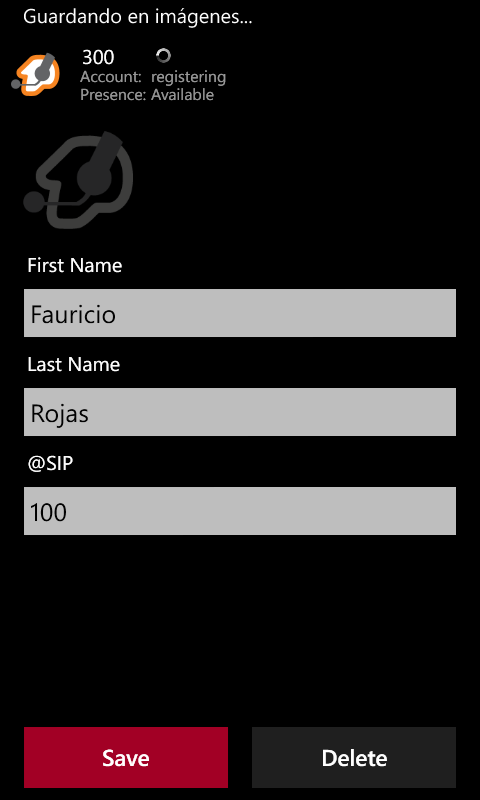 Guardando en imágenes...
300
Account: registering
Presence: Available
First Name
Fauricio
Last Name
Rojas
@SIP
100
Save Delete